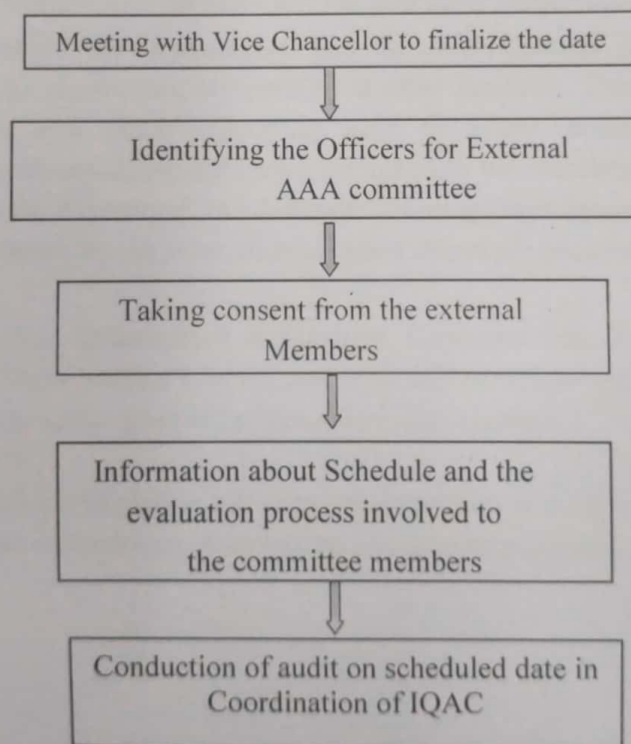 Meeting with Vice Chancellor to finalize the date
Identifying the Officers for External
AAA committee
Taking consent from the external
Members
Information about Schedule and the
evaluation process involved to
the committee members
Conduction of audit on scheduled date in
Coordination of IQAC